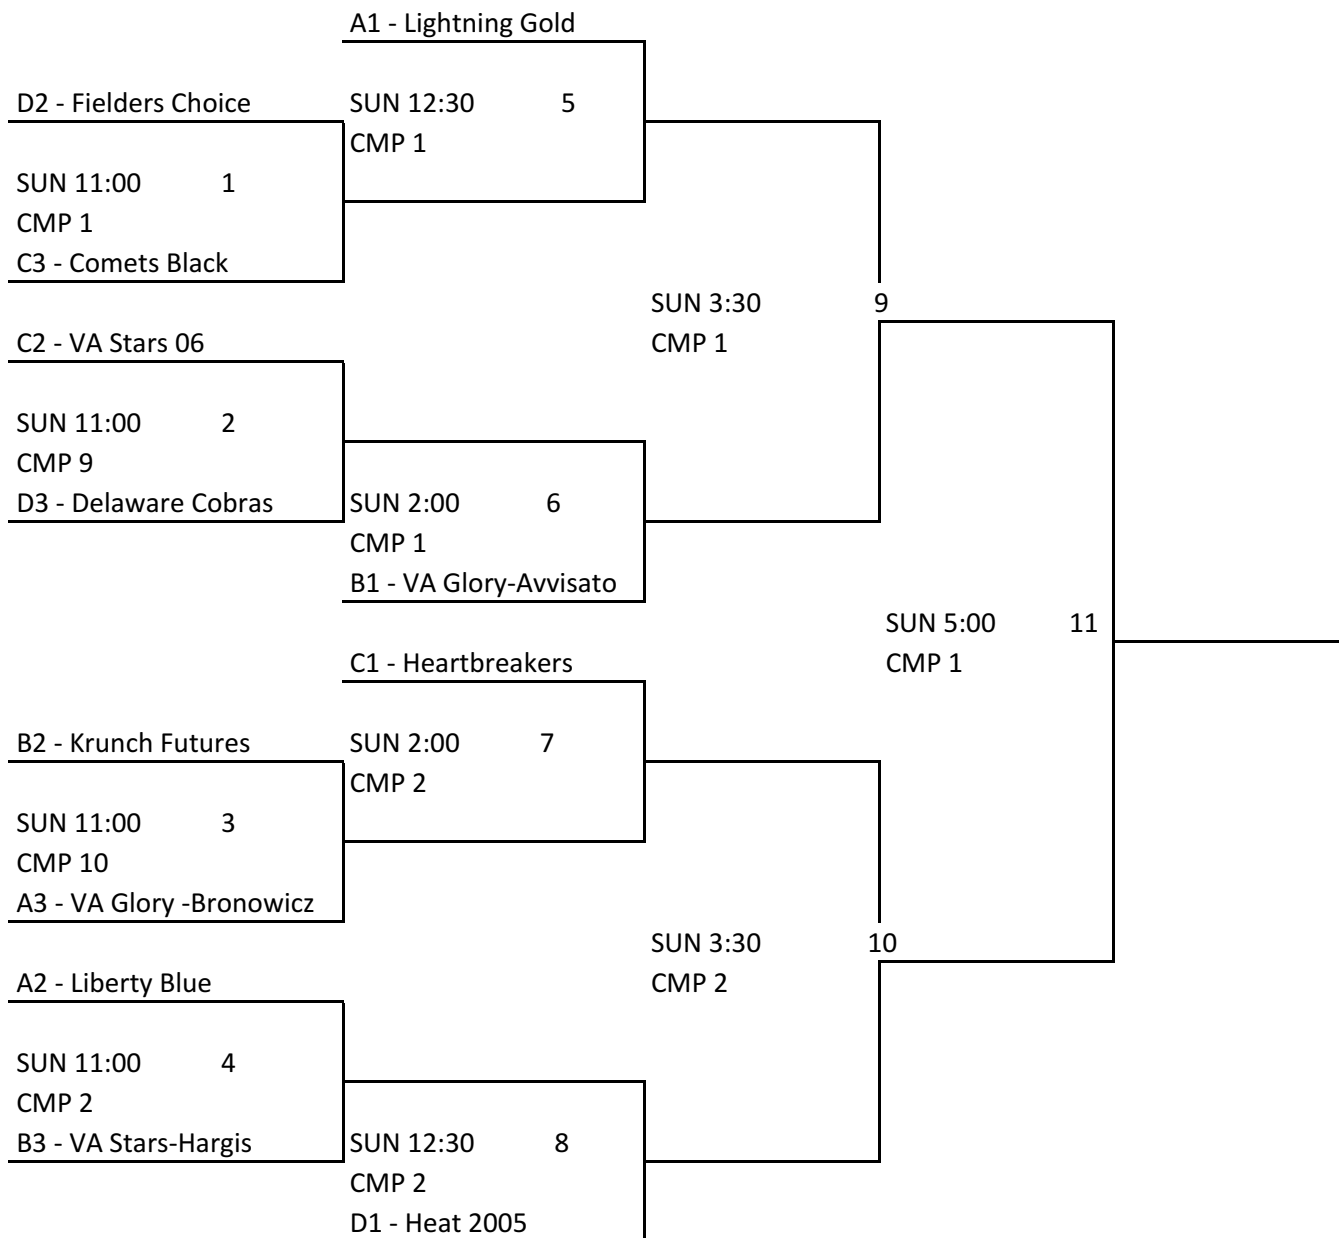 A1 - Lightning Gold
D2 - Fielders Choice
SUN 12:30 5
CMP 1
SUN 11:00 1
CMP 1
C3 - Comets Black
SUN 3:30 9
CMP 1
C2 - VA Stars 06
SUN 11:00 2
CMP 9
D3 - Delaware Cobras
SUN 2:00 6
CMP 1
B1 - VA Glory-Avvisato
SUN 5:00 11
CMP 1
C1 - Heartbreakers
B2 - Krunch Futures
SUN 2:00 7
CMP 2
SUN 11:00 3
CMP 10
A3 - VA Glory -Bronowicz
SUN 3:30 10
CMP 2
A2 - Liberty Blue
SUN 11:00 4
CMP 2
B3 - VA Stars-Hargis
SUN 12:30 8
CMP 2
D1 - Heat 2005